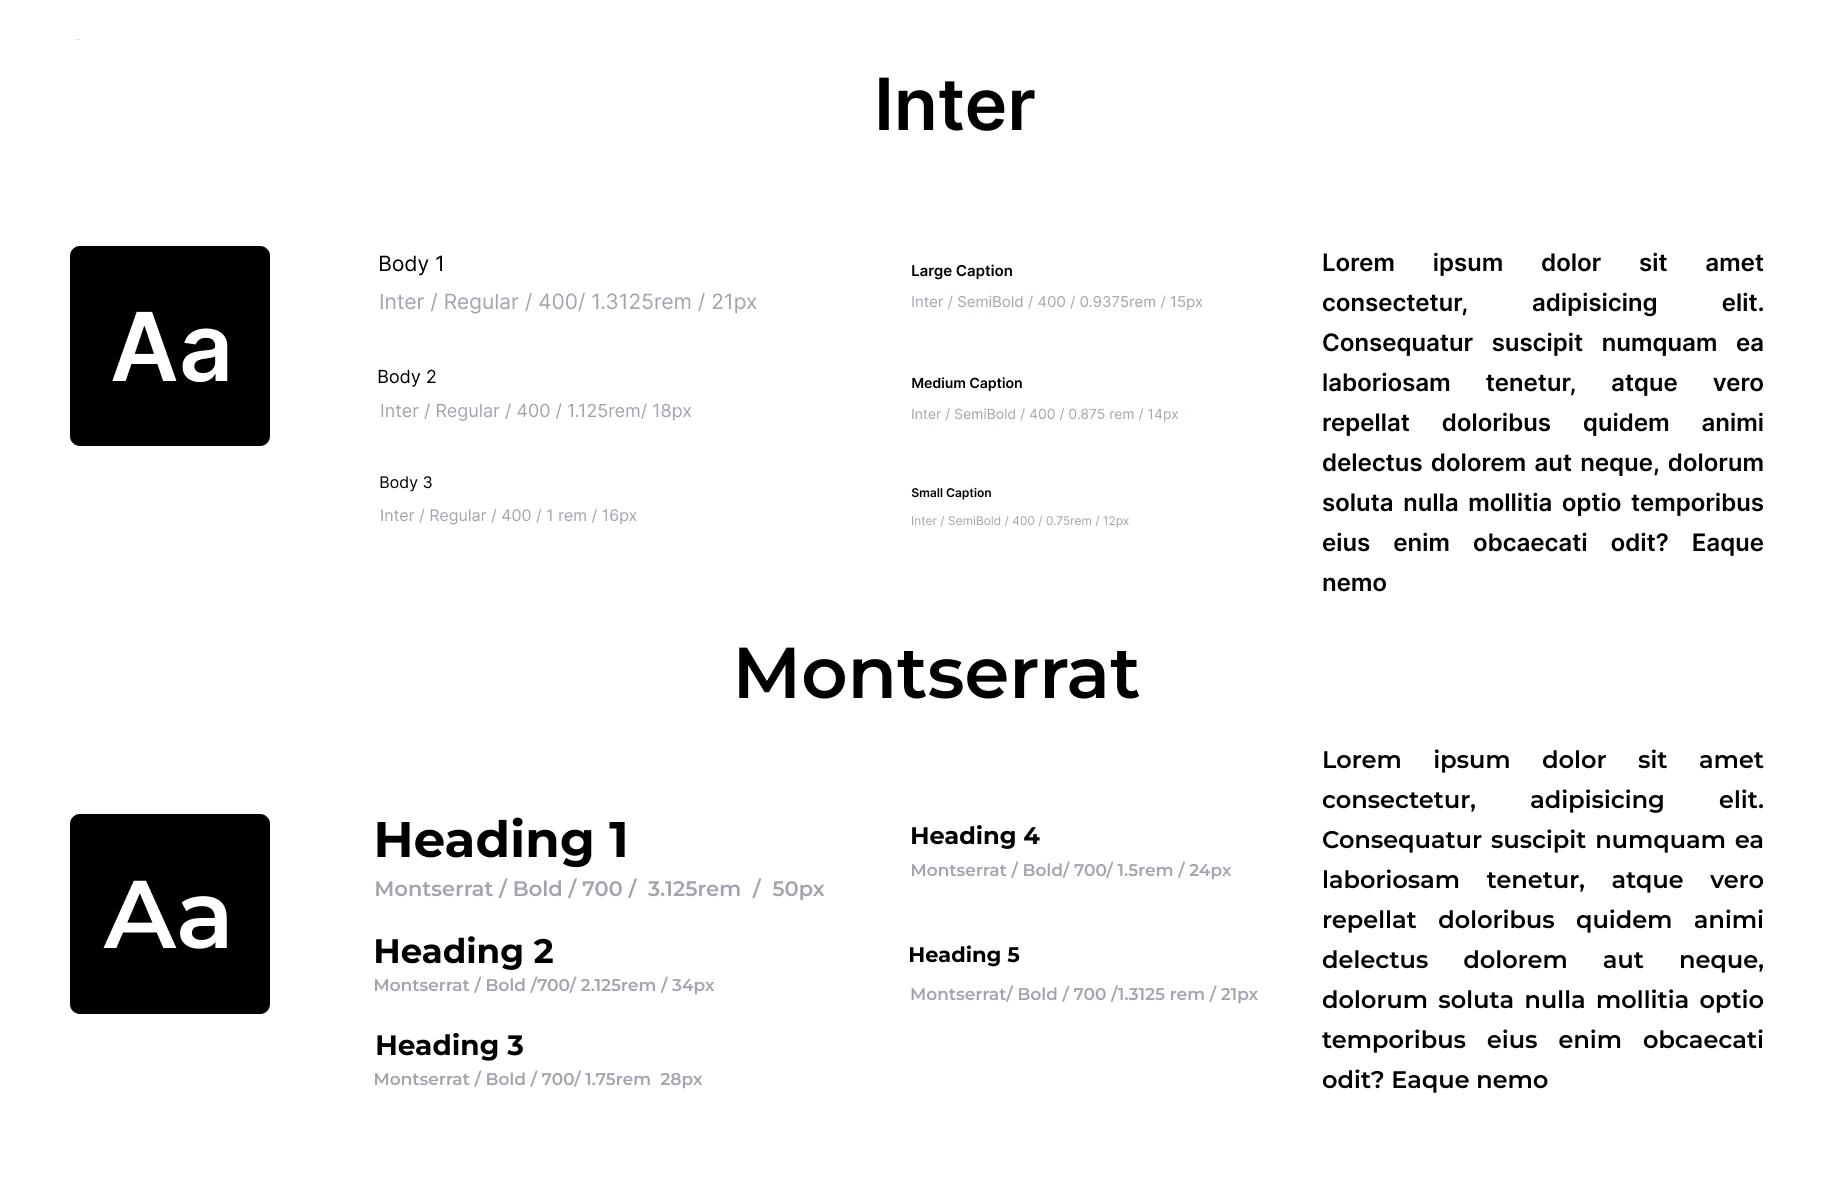 Inter
Aa
Body 1
Inter / Regular / 400/ 1.3125rem / 21px
Body 2
Inter / Regular / 400 / 1.125rem/ 18px
Body 3
Inter / Regular / 400 / 1 rem / 16px
Large Caption
Inter / SemiBold / 400 / 0.9375rem / 15px
Medium Caption
Inter / SemiBold / 400 / 0.875 rem / 14px
Small Caption
Inter / SemiBold / 400 / 0.75rem / 12px
Lorem ipsum dolor sit amet
consectetur, adipisicing elit.
Consequatur suscipit numquam ea
laboriosam tenetur, atque vero
repellat doloribus quidem animi
delectus dolorem aut neque, dolorum
soluta nulla mollitia optio temporibus
eius enim obcaecati odit? Eaque
nemo
Montserrat
Aa
Heading 1
Montserrat / Bold / 700 / 3.125rem / 50px
Heading 2
Montserrat / Bold /700/ 2.125rem / 34px
Heading 3
Montserrat / Bold / 700/ 1.75rem 28px
Heading 4
Montserrat / Bold/ 700/ 1.5rem / 24px
Heading 5
Montserrat/ Bold / 700 /1.3125 rem / 21px
Lorem ipsum dolor sit amet
consectetur, adipisicing elit.
Consequatur suscipit numquam ea
laboriosam tenetur, atque vero
repellat doloribus quidem animi
delectus dolorem aut neque,
dolorum soluta nulla mollitia optio
temporibus eius enim obcaecati
odit? Eaque nemo